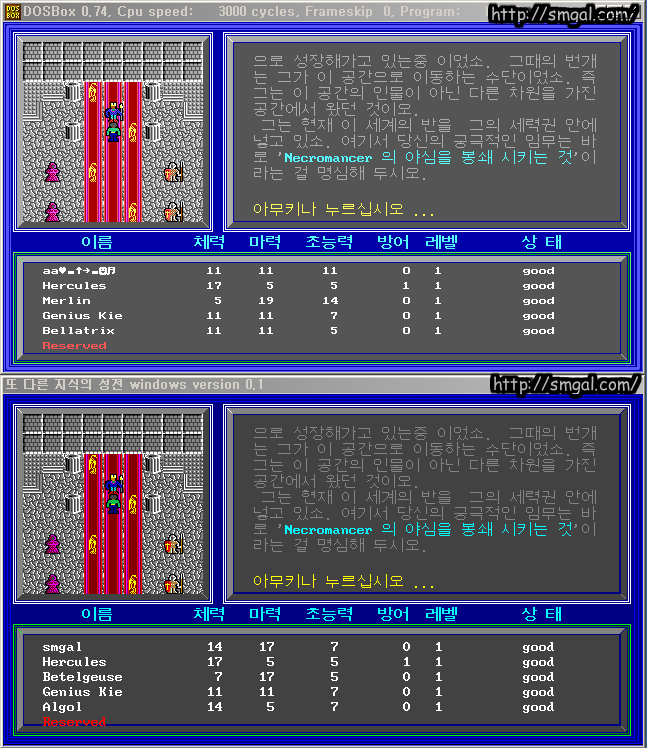 DOSBox 0.74, Cpu speed: 3000 cycles, Frameskip 0, Program:
http://smgal.com/
으로 성장해가고 있는중 이었소. 그때의 번개
는 그가 이 공간으로 이동하는 수단이었소. 즉
그는 이 공간의 인물이 아닌 다른 차원을 가진
공간에서 왔던 것이오.
그는 현재 이 세계의 반을 그의 세력권 안에
넣고 있소. 여기서 당신의 궁극적인 임무는 바
로 'Necromancer 의 야심을 봉쇄 시키는 것'이
라는 걸 명심해 두시오.
아무키나 누르십시오 ...
이름 체력 마력 초능력 방어 레벨 상 태
aa♥▬↑→▬◘♬ 11 11 11 0 1 good
Hercules 17 5 5 1 1 good
Merlin 5 19 14 0 1 good
Genius Kie 11 11 7 0 1 good
Bellatrix 11 11 5 0 1 good
Reserved
또 다른 지식의 성전 windows version 0.1
http://smgal.com/
으로 성장해가고 있는중 이었소. 그때의 번개
는 그가 이 공간으로 이동하는 수단이었소. 즉
그는 이 공간의 인물이 아닌 다른 차원을 가진
공간에서 왔던 것이오.
그는 현재 이 세계의 반을 그의 세력권 안에
넣고 있소. 여기서 당신의 궁극적인 임무는 바
로 'Necromancer 의 야심을 봉쇄 시키는 것'이
라는 걸 명심해 두시오.
아무키나 누르십시오 ...
이름 체력 마력 초능력 방어 레벨 상 태
smgal 14 17 7 0 1 good
Hercules 17 5 5 1 1 good
Betelgeuse 7 17 5 0 1 good
Genius Kie 11 11 7 0 1 good
Algol 14 5 7 0 1 good
Reserved